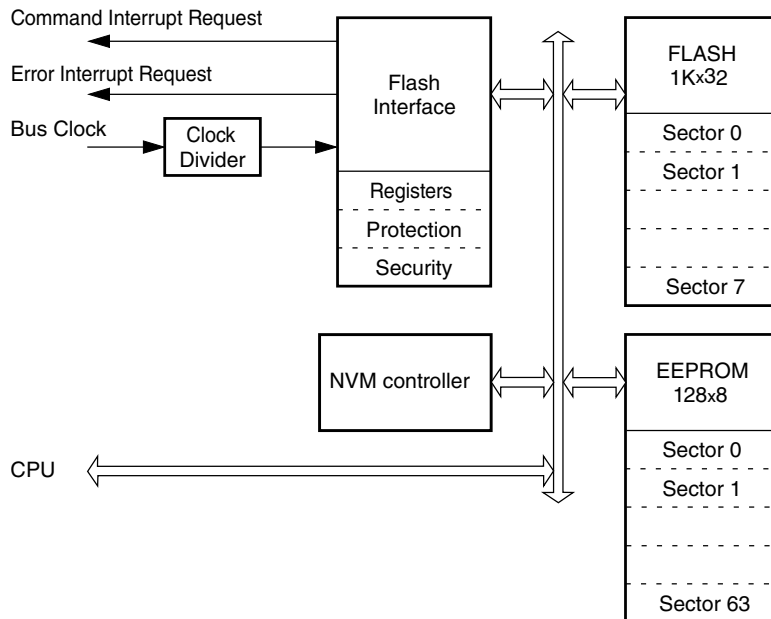 Command Interrupt Request
Error Interrupt Request
Bus Clock
Clock
Divider
Flash
Interface
Registers
Protection
Security
FLASH
1Kx32
Sector 0
Sector 1
Sector 7
NVM controller
EEPROM
128x8
Sector 0
Sector 1
Sector 63
CPU